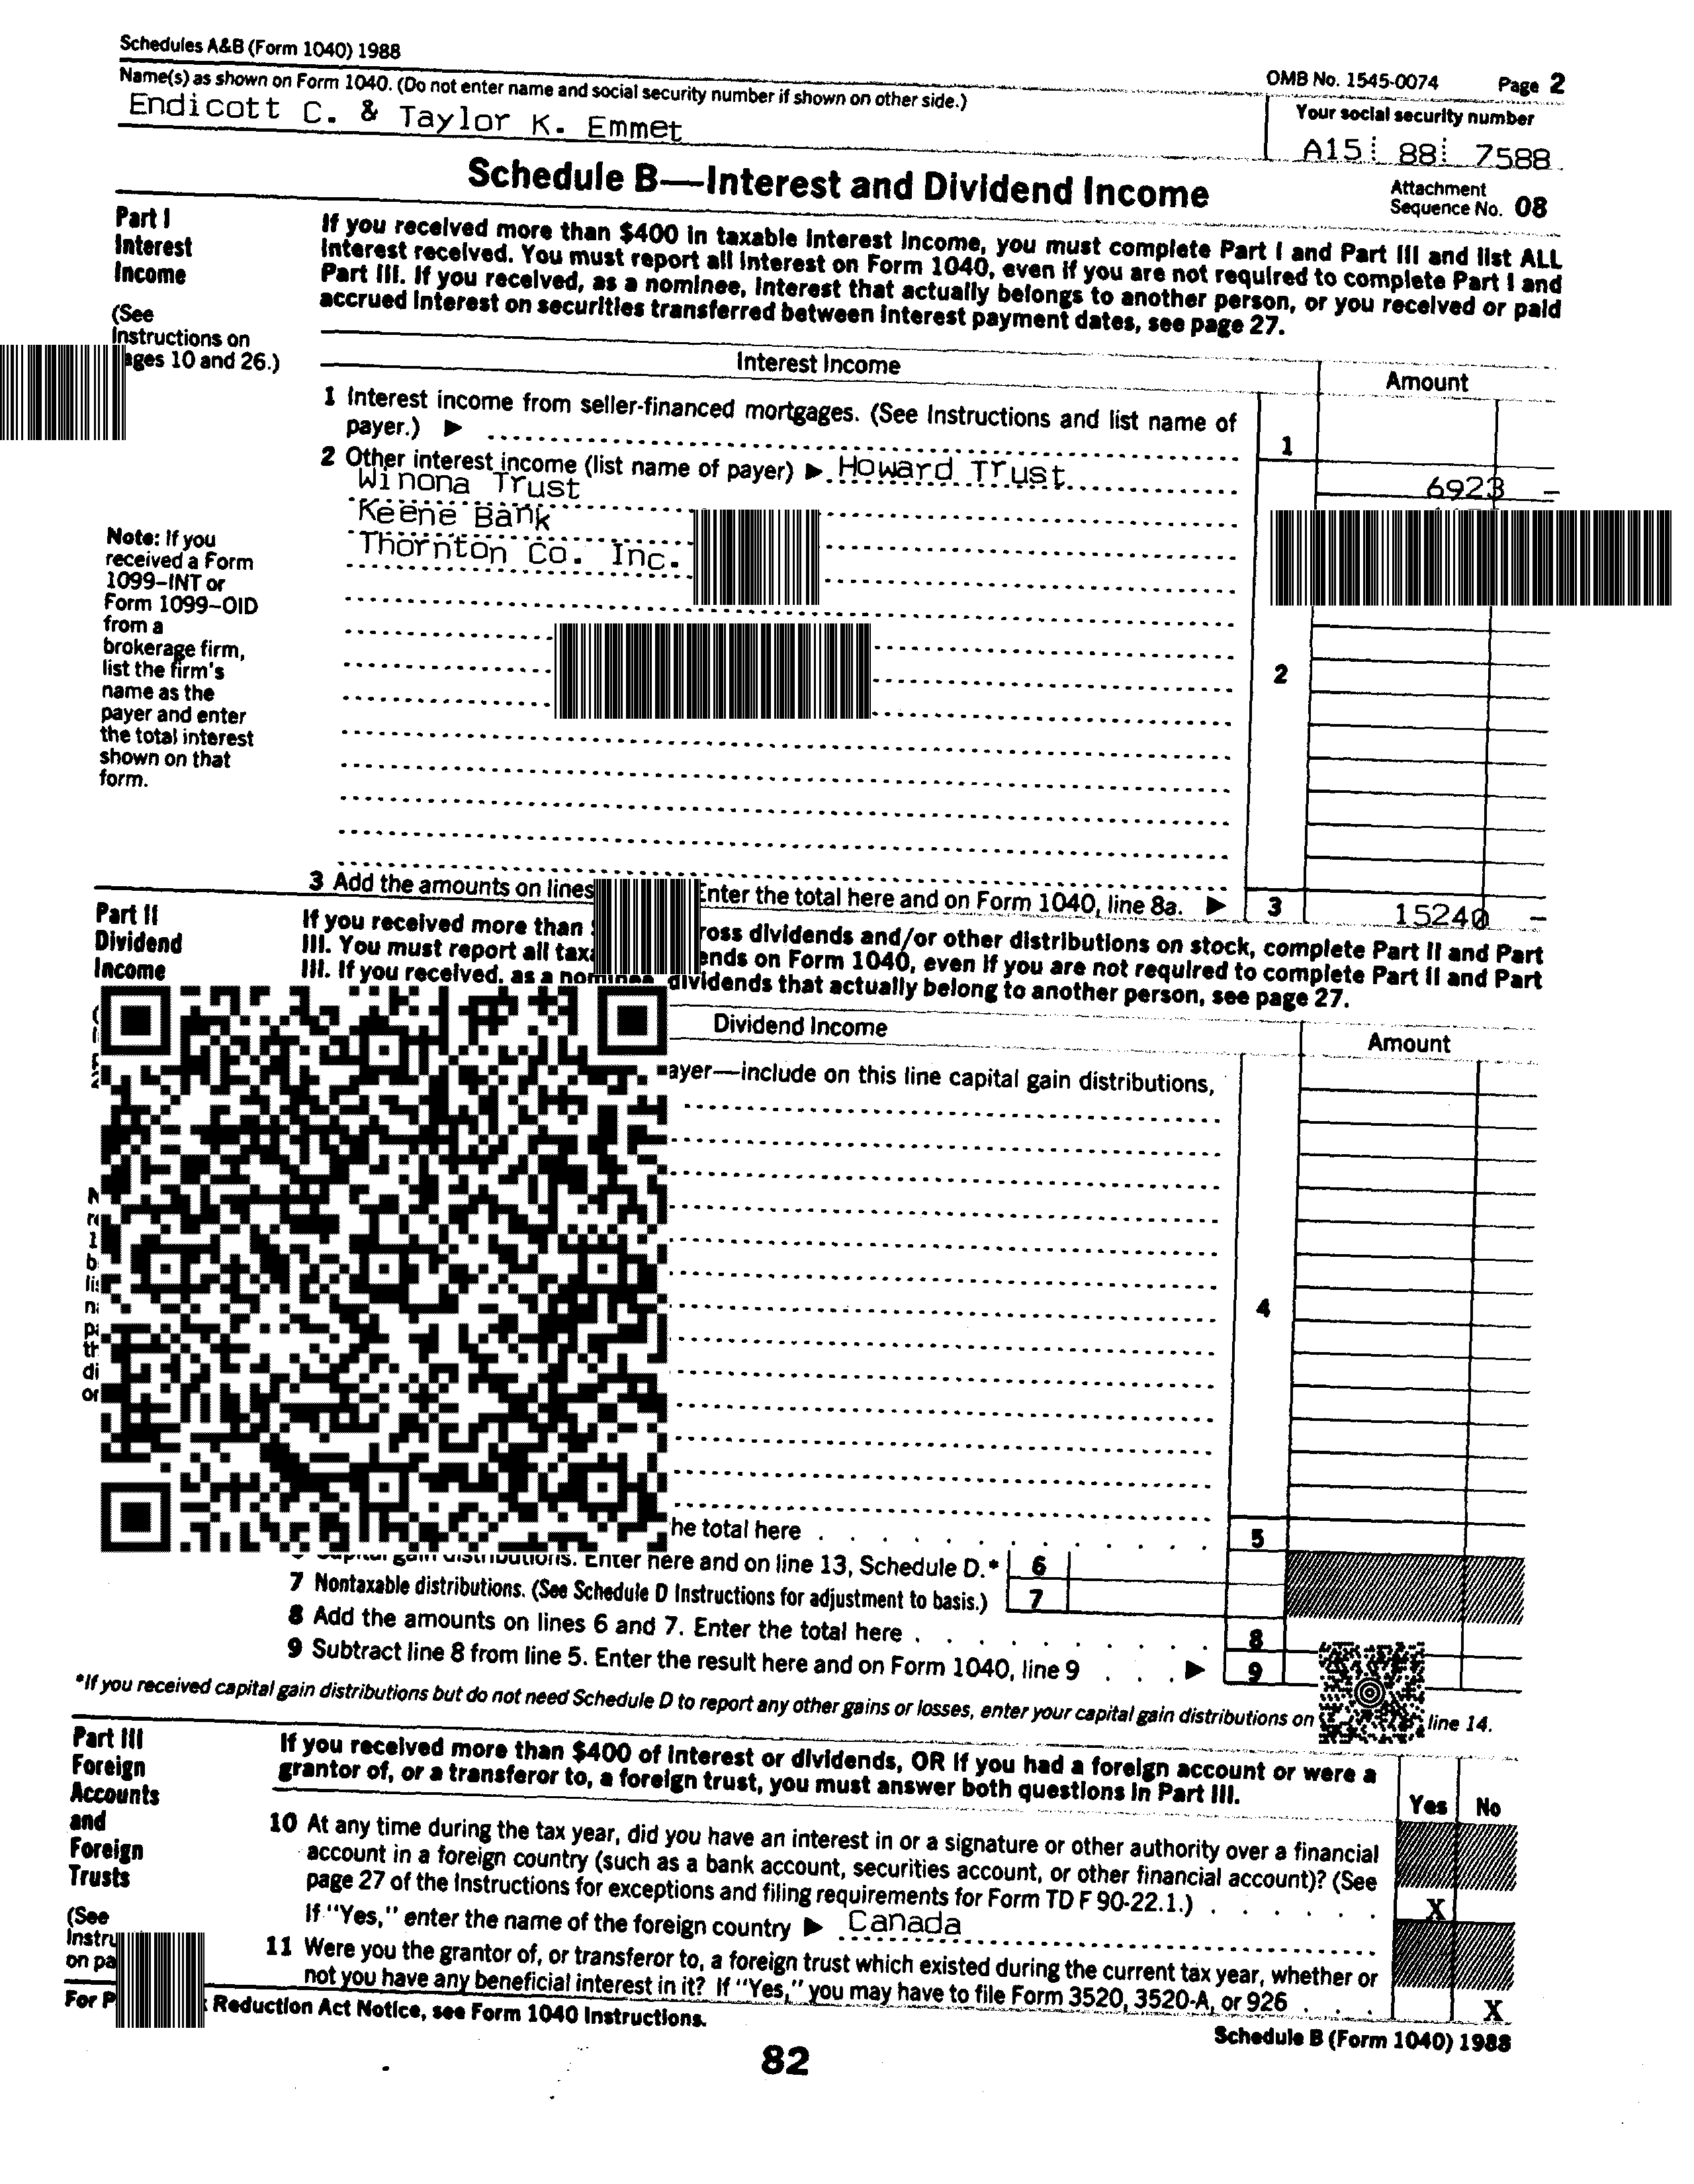 Schedules A&B (Form 1040) 1988
OMB No. 1545-0074 Page 2
Name(s) as shown on Form 1040. (Do not enter name and social security number if shown on other side.)
Endicott C. & Taylor K. Emmet
Your social security number
A15 88 7588
Schedule B—Interest and Dividend Income
Attachment
Sequence No. 08
Part I
Interest
Income
(See
Instructions on
ages 10 and 26.)
If you received more than $400 in taxable interest income, you must complete Part I and Part III and list ALL
interest received. You must report all interest on Form 1040, even if you are not required to complete Part I and
Part III. If you received, as a nominee, interest that actually belongs to another person, or you received or paid
accrued interest on securities transferred between interest payment dates, see page 27.
Interest Income
Amount
1 Interest income from seller-financed mortgages. (See Instructions and list name of
payer.) ▶ 1
2 Other interest income (list name of payer) ▶ Howard Trust 6923 –
Winona Trust
Keene Bank
Thornton Co. Inc.
2
Note: If you
received a Form
1099–INT or
Form 1099–OID
from a
brokerage firm,
list the firm's
name as the
payer and enter
the total interest
shown on that
form.
3 Add the amounts on lines Enter the total here and on Form 1040, line 8a. ▶ 3 15240 –
Part II
Dividend
Income
If you received more than ross dividends and/or other distributions on stock, complete Part II and Part
III. You must report all tax ends on Form 1040, even if you are not required to complete Part II and Part
III. If you received, as a nominee, dividends that actually belong to another person, see page 27.
Dividend Income
Amount
ayer—include on this line capital gain distributions,
4
he total here 5
Capital gain distributions. Enter here and on line 13, Schedule D.* 6
7 Nontaxable distributions. (See Schedule D Instructions for adjustment to basis.) 7
8 Add the amounts on lines 6 and 7. Enter the total here 8
9 Subtract line 8 from line 5. Enter the result here and on Form 1040, line 9 ▶ 9
*If you received capital gain distributions but do not need Schedule D to report any other gains or losses, enter your capital gain distributions on line 14.
Part III
Foreign
Accounts
and
Foreign
Trusts
(See
Instru
on pa
If you received more than $400 of interest or dividends, OR if you had a foreign account or were a
grantor of, or a transferor to, a foreign trust, you must answer both questions in Part III.
Yes No
10 At any time during the tax year, did you have an interest in or a signature or other authority over a financial
account in a foreign country (such as a bank account, securities account, or other financial account)? (See
page 27 of the Instructions for exceptions and filing requirements for Form TD F 90-22.1.) X
If "Yes," enter the name of the foreign country ▶ Canada
11 Were you the grantor of, or transferor to, a foreign trust which existed during the current tax year, whether or
not you have any beneficial interest in it? If "Yes," you may have to file Form 3520, 3520-A, or 926 X
For P Reduction Act Notice, see Form 1040 Instructions.
Schedule B (Form 1040) 1988
82